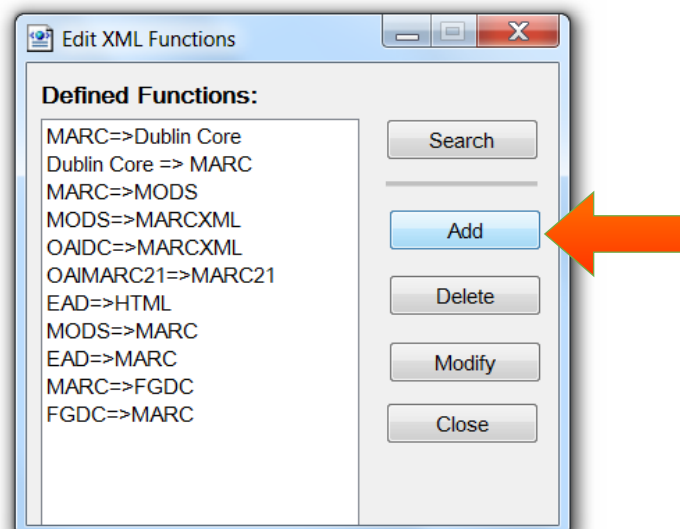 Edit XML Functions
Defined Functions:
MARC=>Dublin Core
Dublin Core => MARC
MARC=>MODS
MODS=>MARCXML
OAIDC=>MARCXML
OAIMARC21=>MARC21
EAD=>HTML
MODS=>MARC
EAD=>MARC
MARC=>FGDC
FGDC=>MARC
Search
Add
Delete
Modify
Close